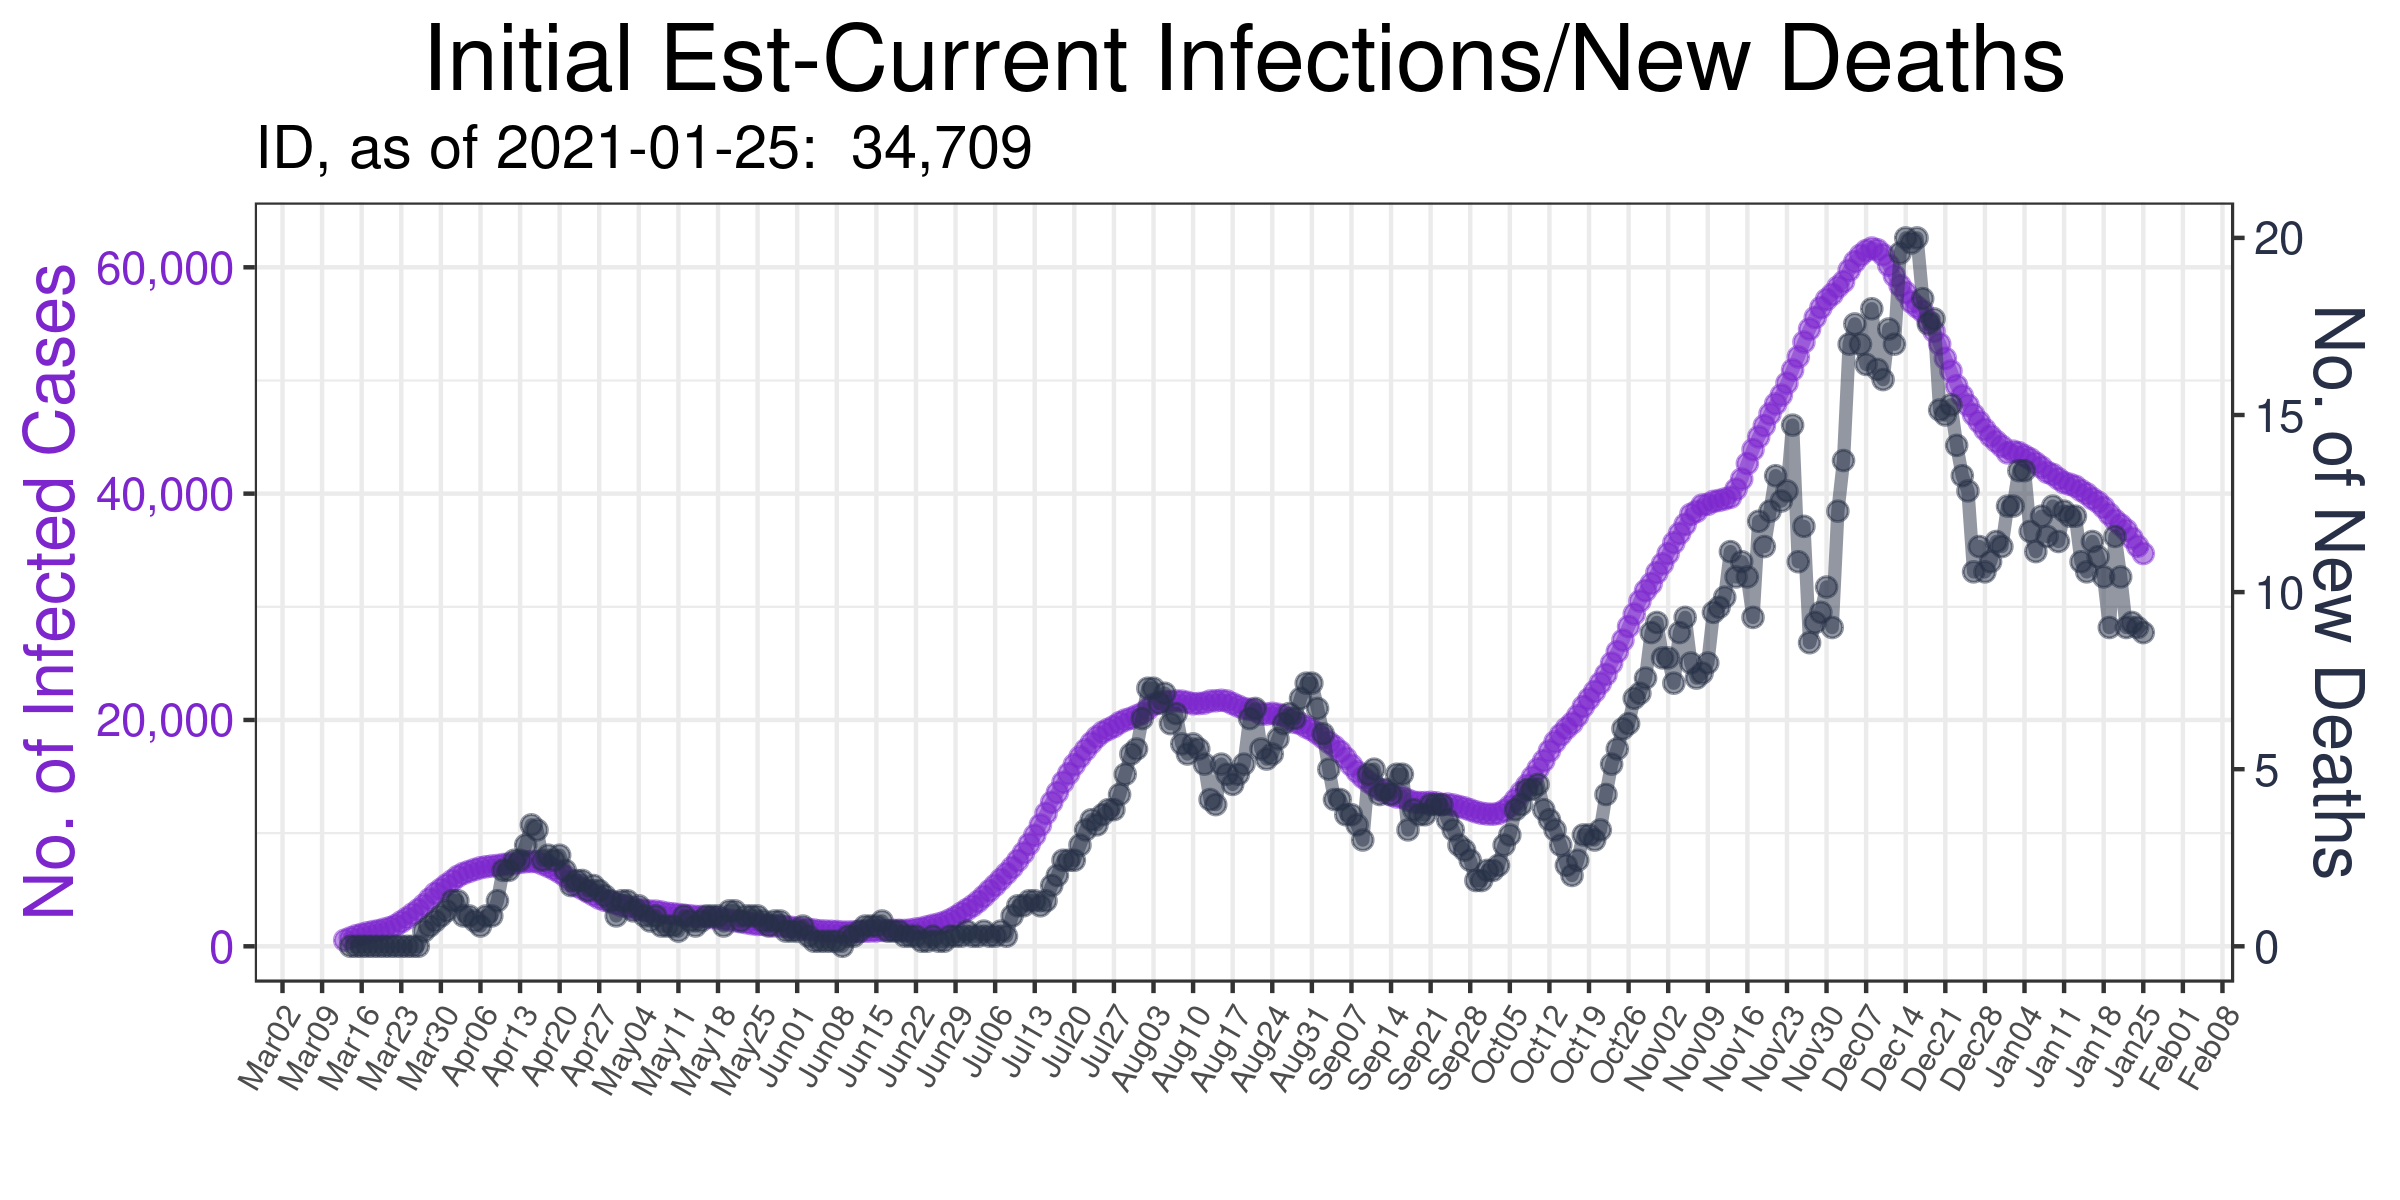 Initial Est-Current Infections/New Deaths
ID, as of 2021-01-25:  34,709
No. of Infected Cases
60,000
40,000
20,000
0
20
15
10
5
0
No. of New Deaths
Mar02 Mar09 Mar16 Mar23 Mar30 Apr06 Apr13 Apr20 Apr27 May04 May11 May18 May25 Jun01 Jun08 Jun15 Jun22 Jun29 Jul06 Jul13 Jul20 Jul27 Aug03 Aug10 Aug17 Aug24 Aug31 Sep07 Sep14 Sep21 Sep28 Oct05 Oct12 Oct19 Oct26 Nov02 Nov09 Nov16 Nov23 Nov30 Dec07 Dec14 Dec21 Dec28 Jan04 Jan11 Jan18 Jan25 Feb01 Feb08